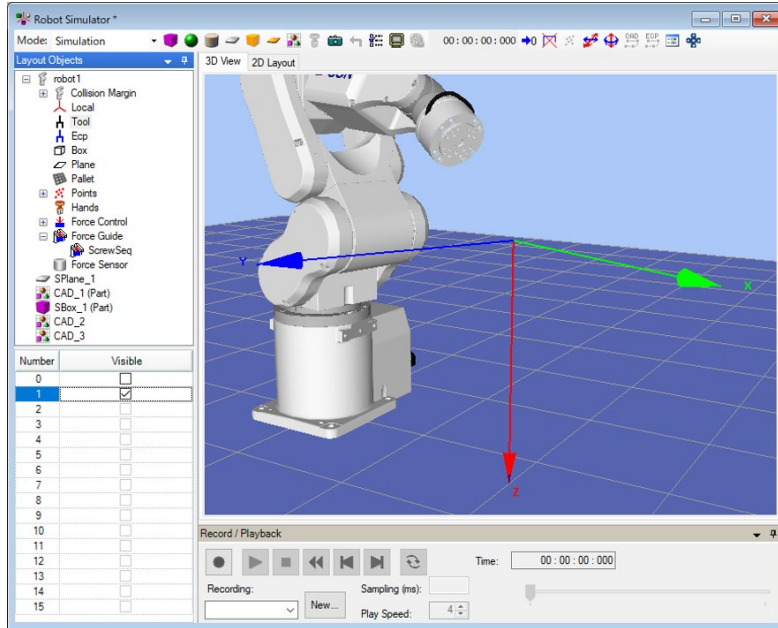 Robot Simulator *
Mode: Simulation
00 : 00 : 00 : 000
Layout Objects
3D View
2D Layout
robot1
Collision Margin
Local
Tool
Ecp
Box
Plane
Pallet
Points
Hands
Force Control
Force Guide
ScrewSeq
Force Sensor
SPlane_1
CAD_1 (Part)
SBox_1 (Part)
CAD_2
CAD_3
Y
X
Z
Number Visible
0
1
2
3
4
5
6
7
8
9
10
11
12
13
14
15
Record / Playback
Time: 00 : 00 : 00 : 000
Recording:
New...
Sampling (ms):
Play Speed: 4